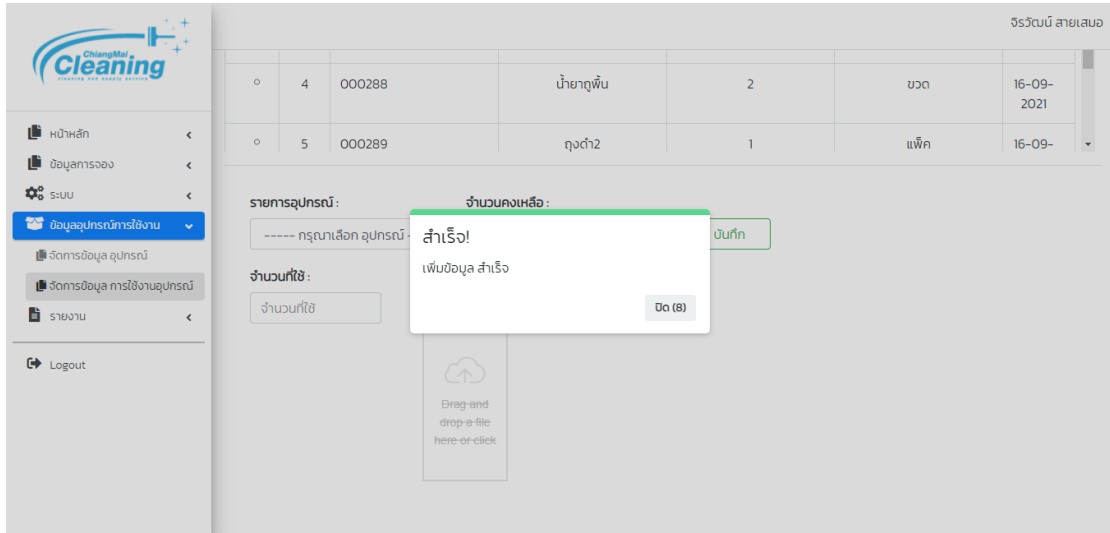 จิรวัฒน์ สายเสมอ
ChiangMai
Cleaning
cleaning and supply service
หน้าหลัก
ข้อมูลการจอง
ระบบ
ข้อมูลอุปกรณ์การใช้งาน
จัดการข้อมูล อุปกรณ์
จัดการข้อมูล การใช้งานอุปกรณ์
รายงาน
Logout
4 000288 น้ำยาถูพื้น 2 ขวด 16-09-
2021
5 000289 ถุงดำ2 1 แพ็ค 16-09-
รายการอุปกรณ์ : จำนวนคงเหลือ :
----- กรุณาเลือก อุปกรณ์ -
บันทึก
จำนวนที่ใช้ :
จำนวนที่ใช้
สำเร็จ!
เพิ่มข้อมูล สำเร็จ
ปิด (8)
Drag and
drop a file
here or click